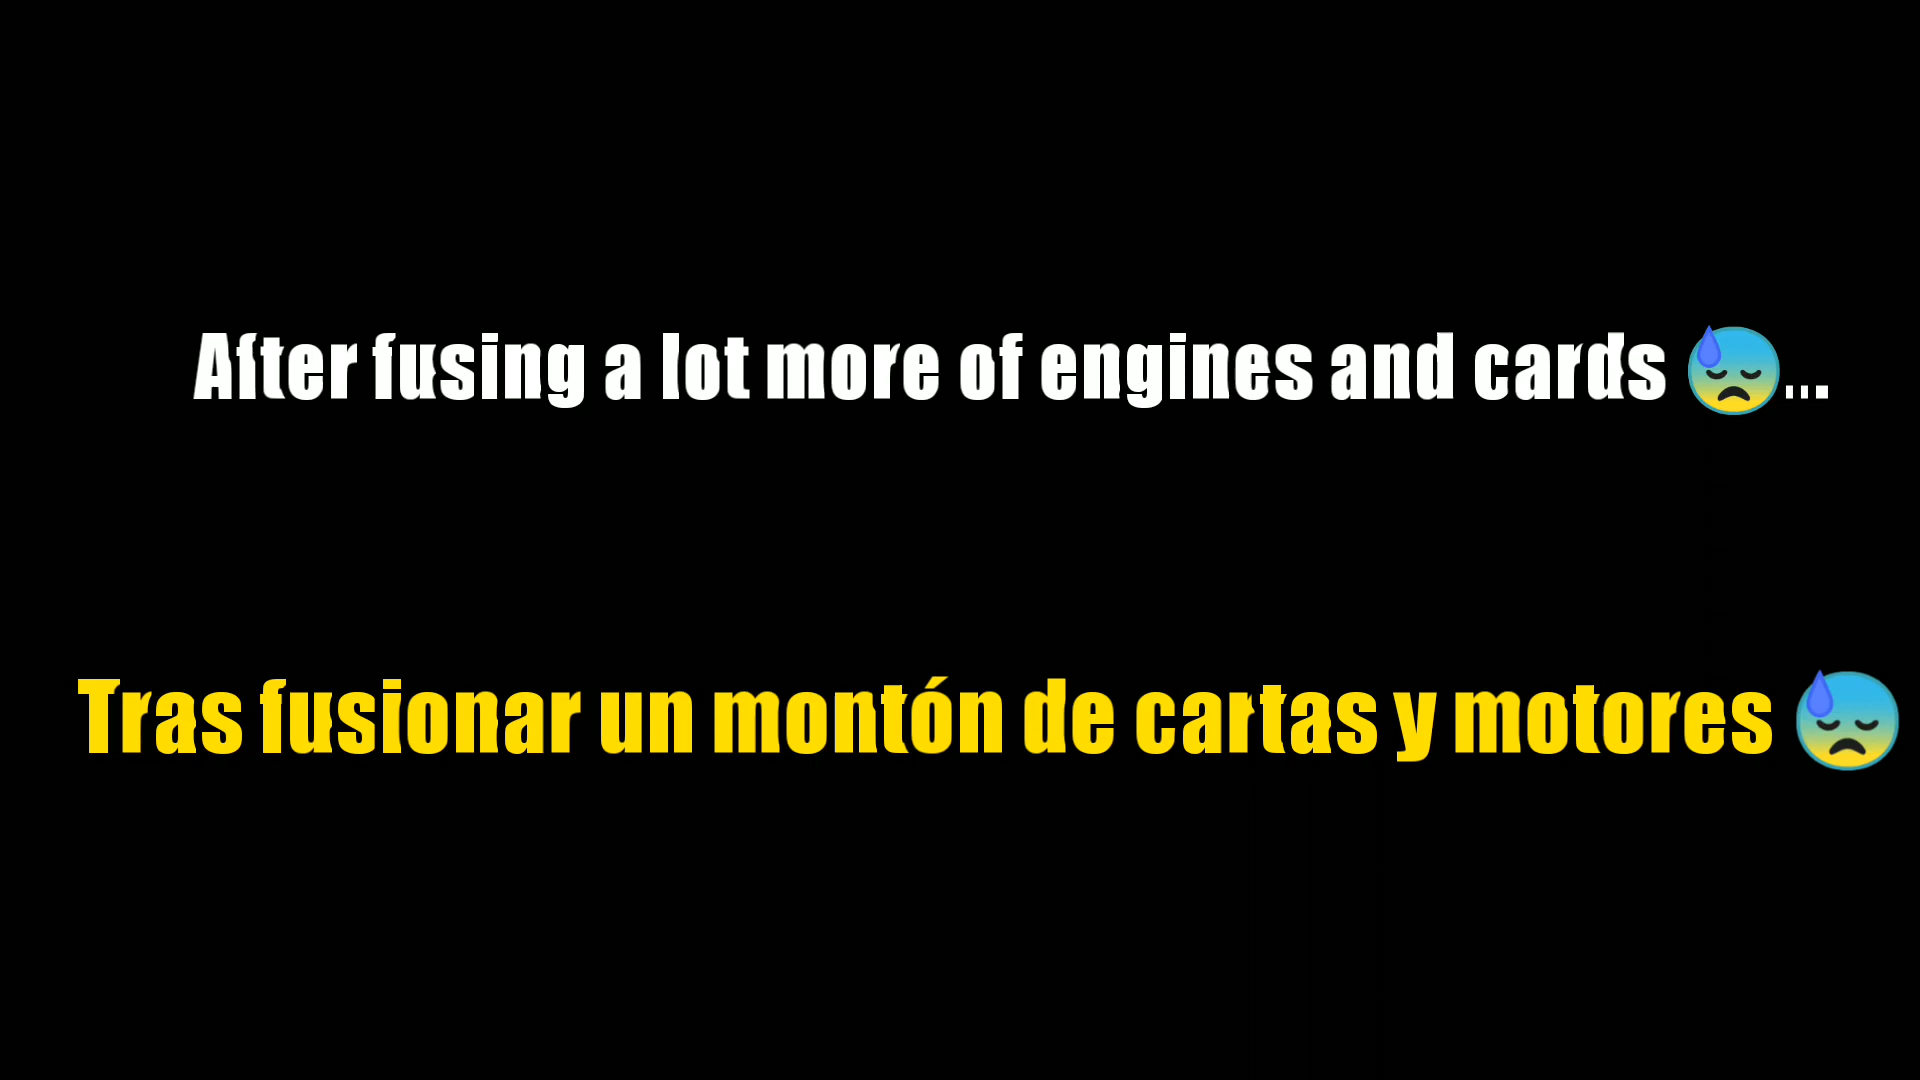 After fusing a lot more of engines and cards 😓...
Tras fusionar un montón de cartas y motores 😓